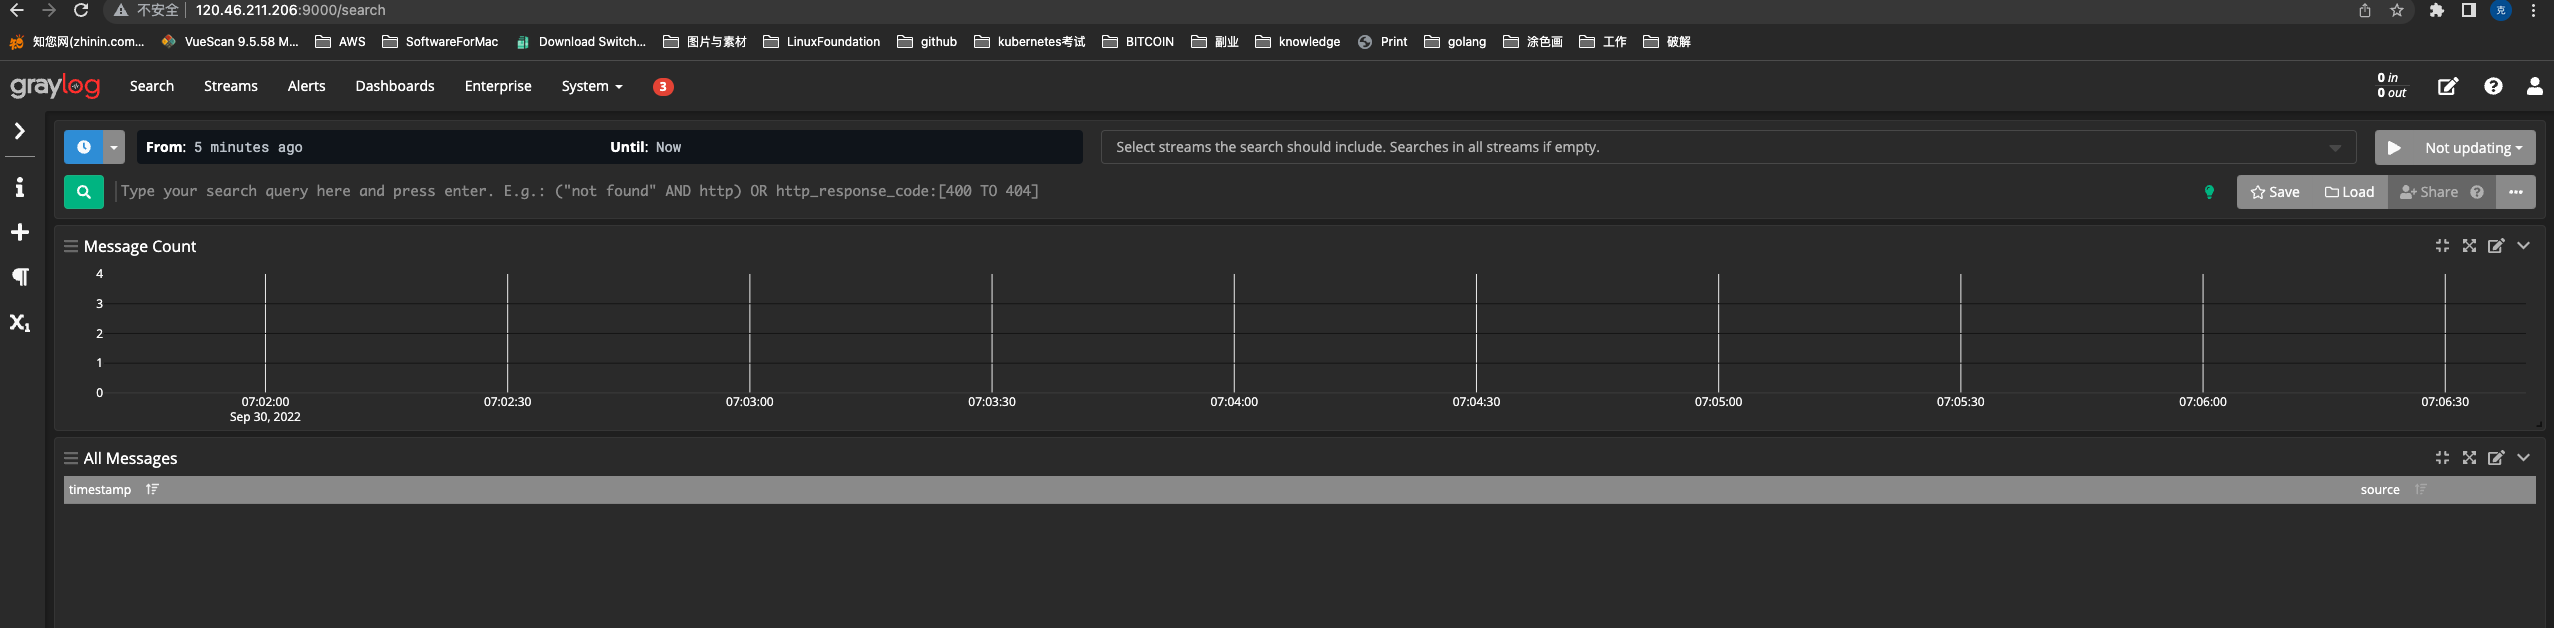 不安全 120.46.211.206:9000/search 克
知您网(zhinin.com... VueScan 9.5.58 M... AWS SoftwareForMac Download Switch... 图片与素材 LinuxFoundation github kubernetes考试 BITCOIN 副业 knowledge Print golang 涂色画 工作 破解
graylog Search Streams Alerts Dashboards Enterprise System 3 0 in
0 out
From: 5 minutes ago Until: Now Select streams the search should include. Searches in all streams if empty. Not updating
Type your search query here and press enter. E.g.: ("not found" AND http) OR http_response_code:[400 TO 404] Save Load Share
Message Count
4
3
2
1
0
07:02:00 07:02:30 07:03:00 07:03:30 07:04:00 07:04:30 07:05:00 07:05:30 07:06:00 07:06:30
Sep 30, 2022
All Messages
timestamp source
X1